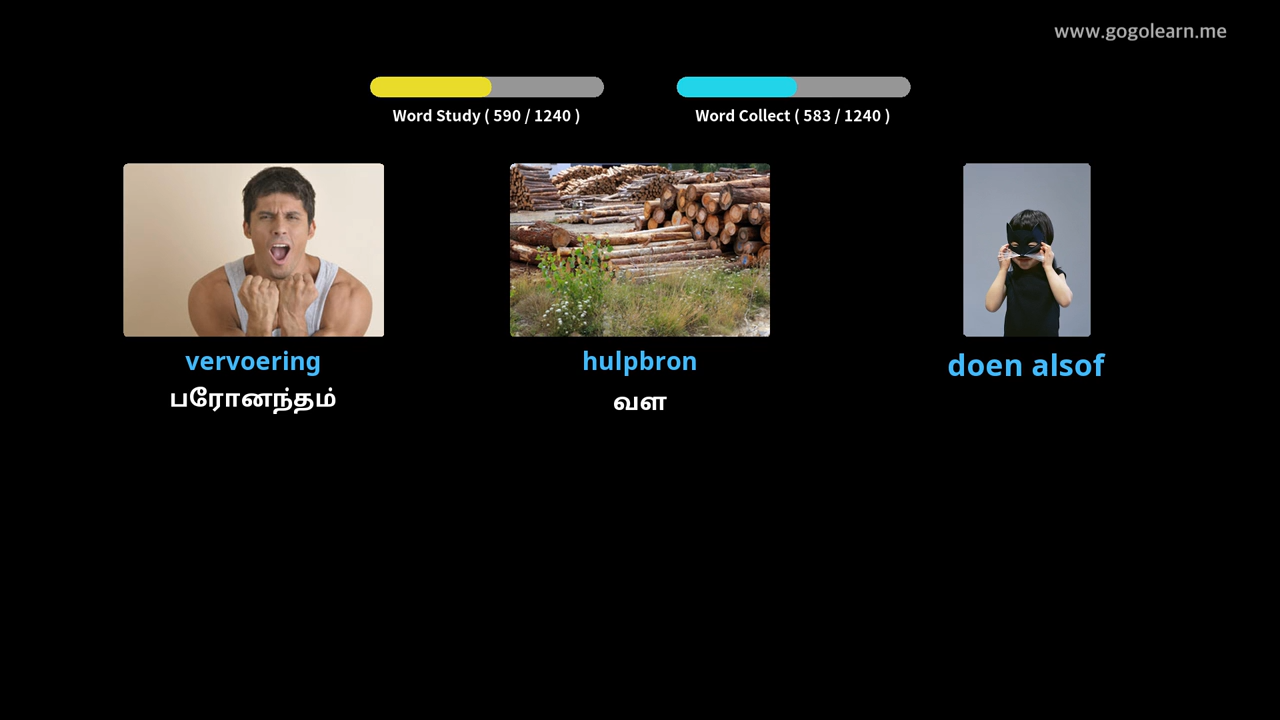 www.gogolearn.me
Word Study ( 590 / 1240 )
Word Collect ( 583 / 1240 )
vervoering
hulpbron
doen alsof
பரோனந்தம்
வள